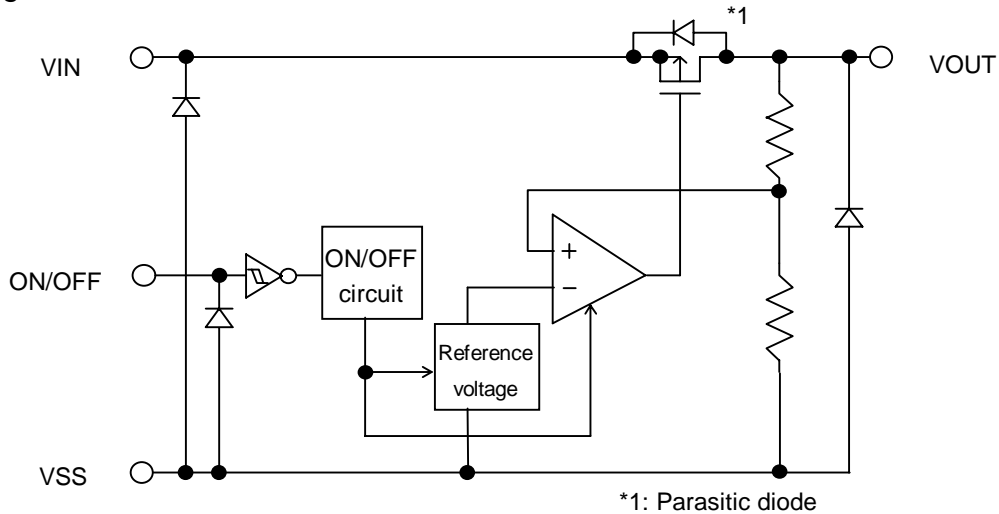 *1
VIN
VOUT
ON/OFF
ON/OFF
circuit
+
−
Reference
voltage
VSS
*1: Parasitic diode